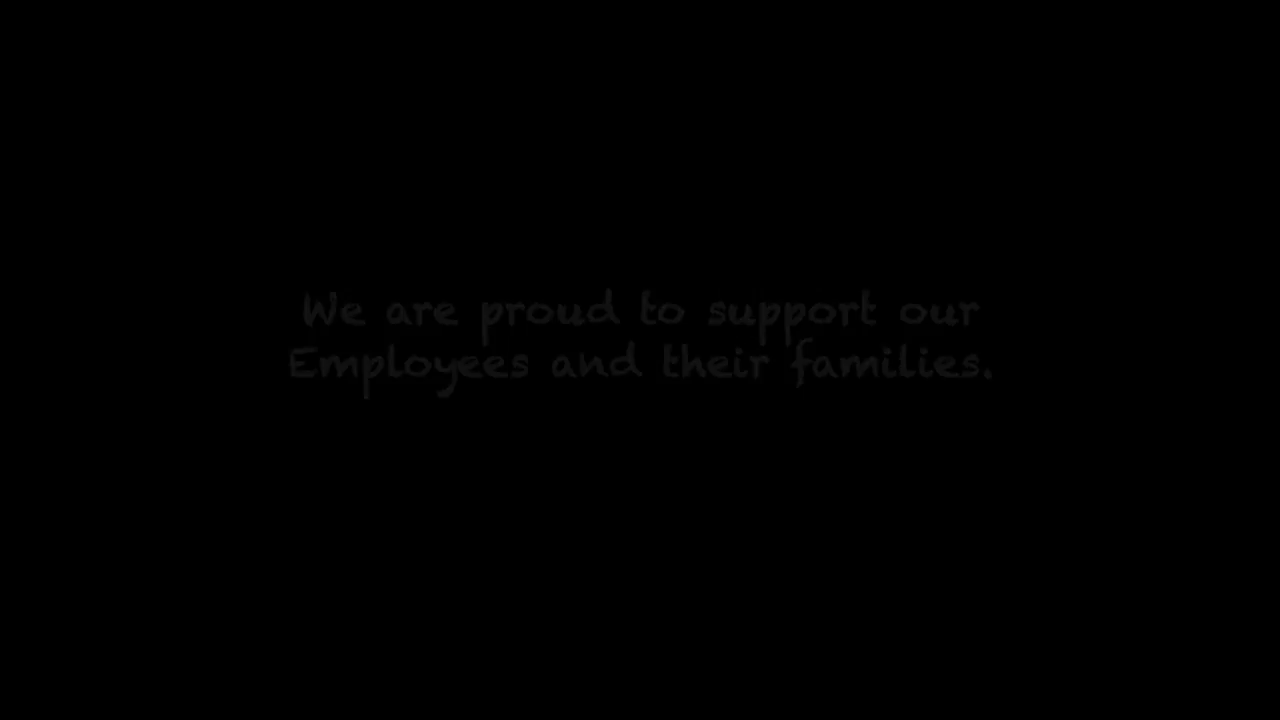 We are proud to support our
Employees and their families.